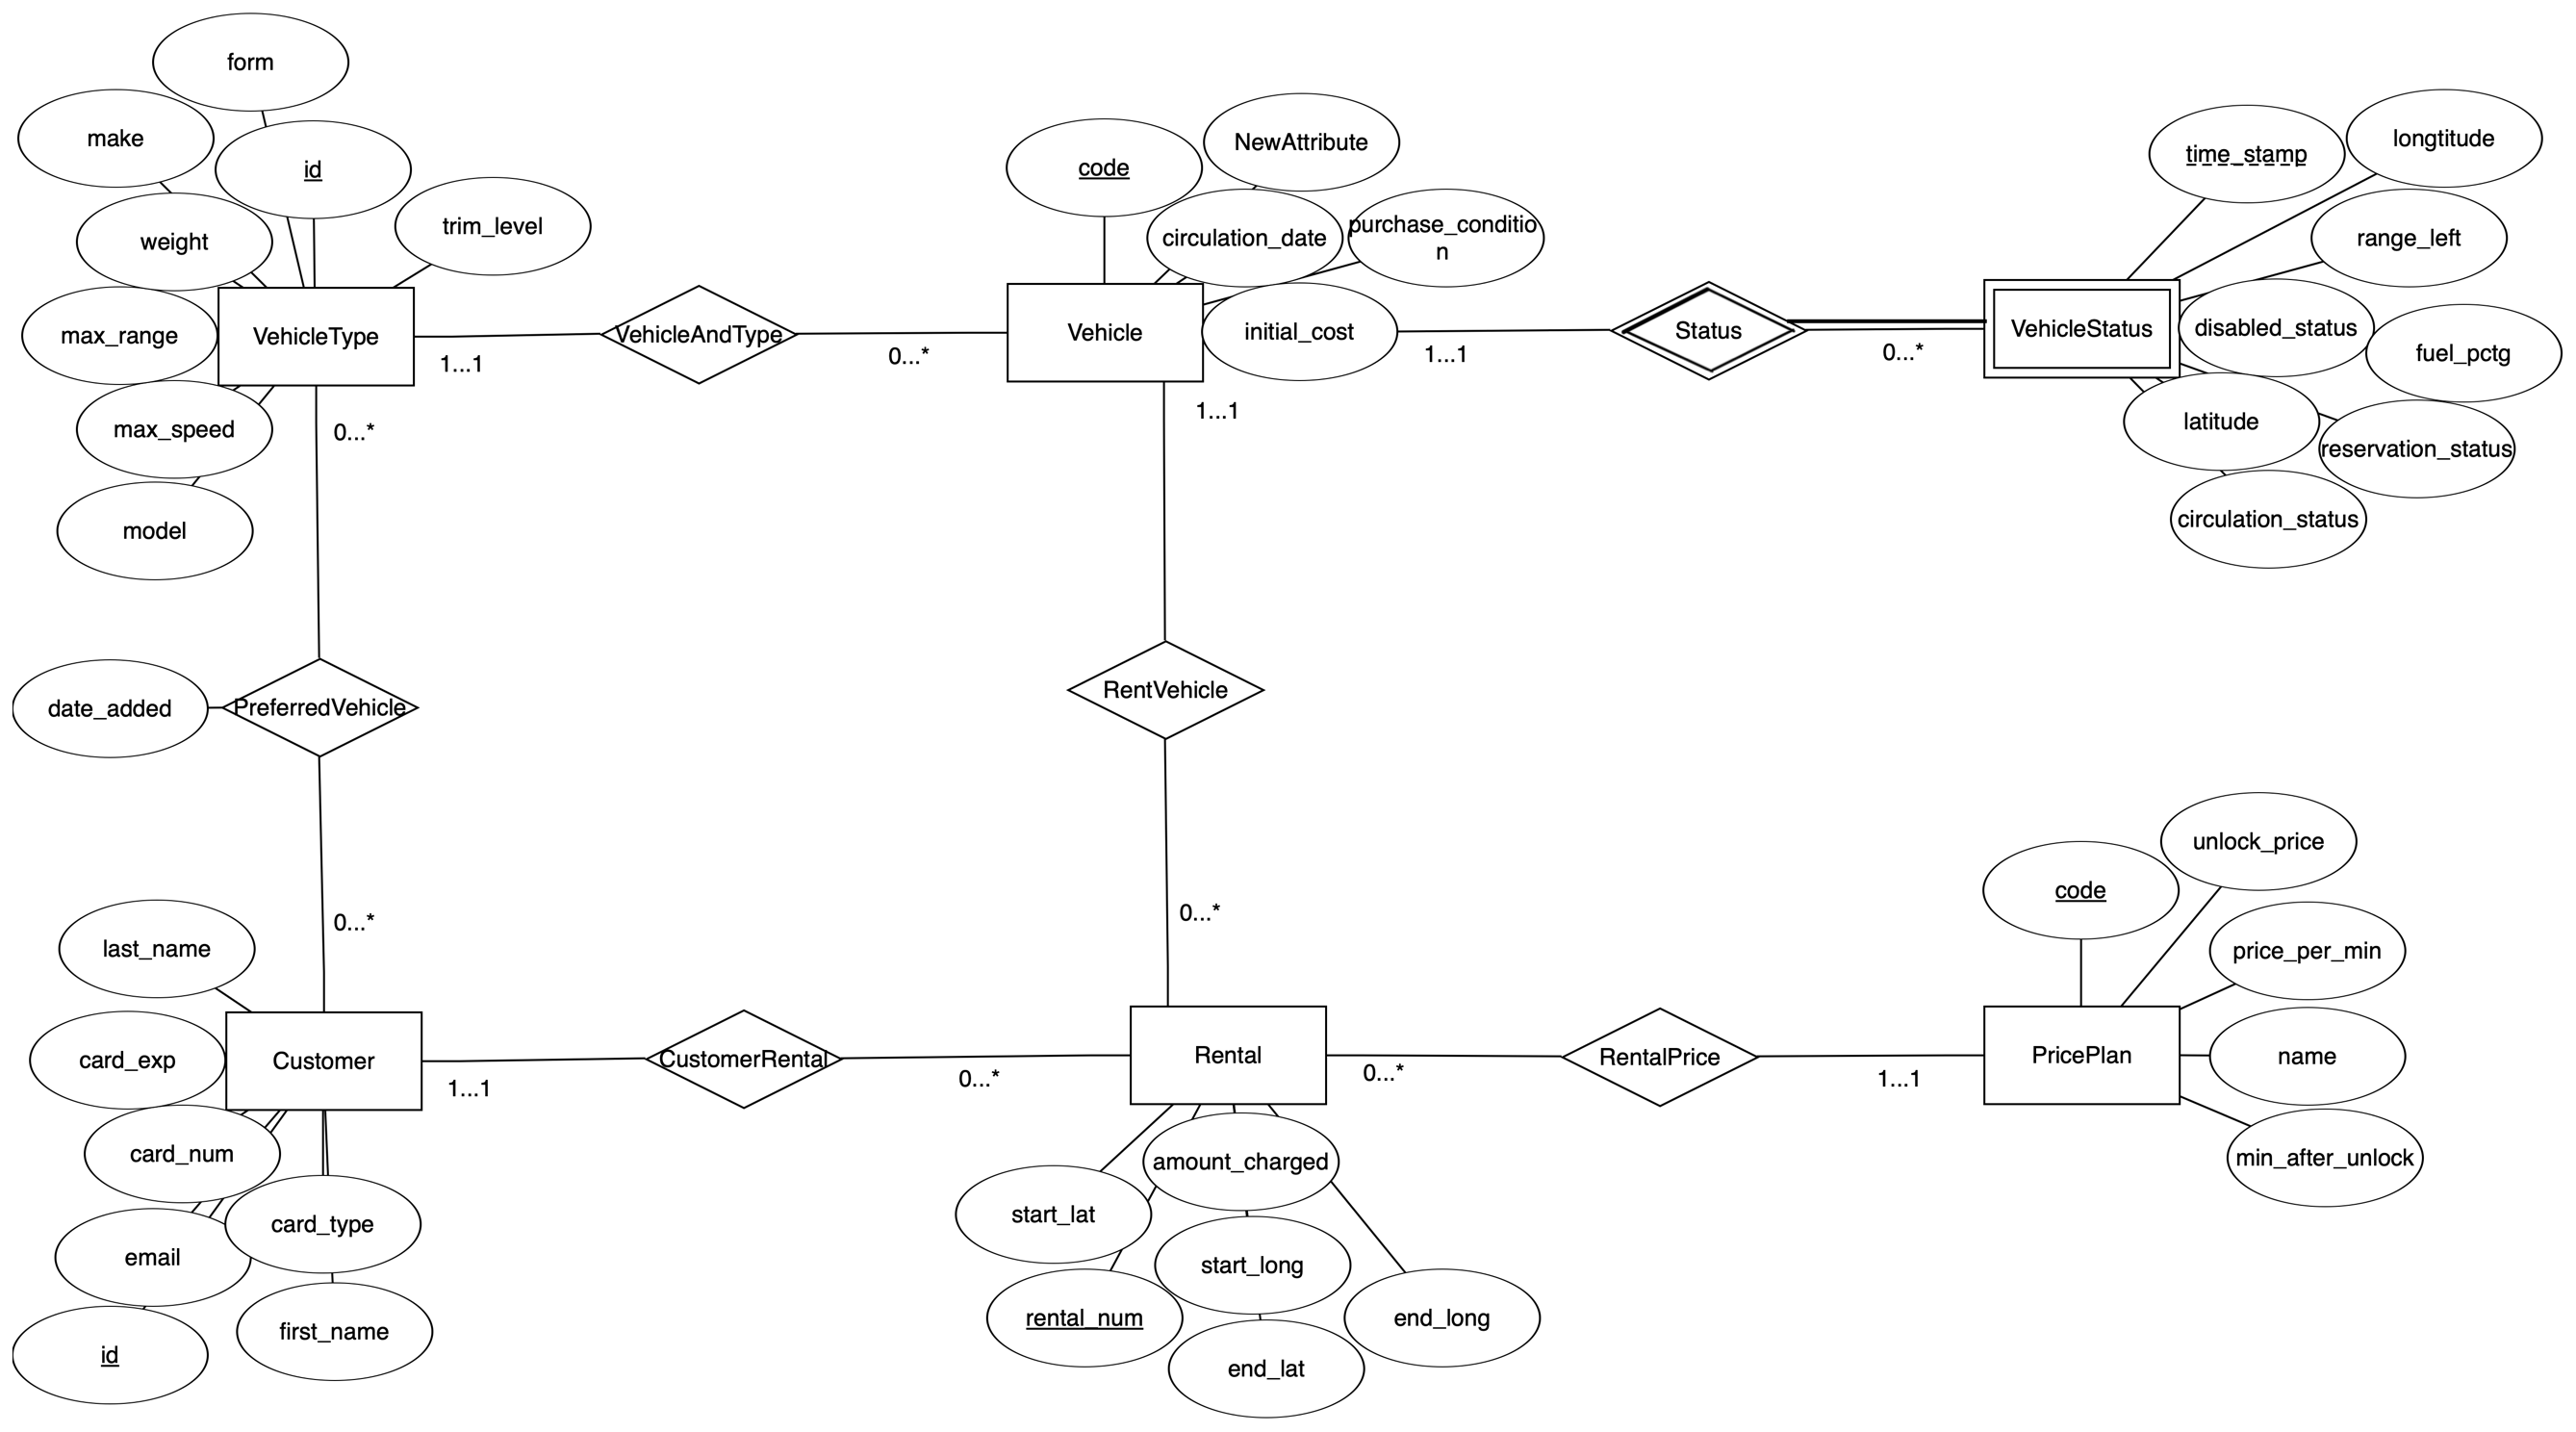 form
make
id
weight
trim_level
max_range
VehicleType
1...1
max_speed
0...*
model
VehicleAndType
0...*
code
NewAttribute
circulation_date
purchase_conditio
n
Vehicle
initial_cost
1...1
1...1
Status
0...*
time_stamp
longtitude
range_left
VehicleStatus
disabled_status
fuel_pctg
latitude
reservation_status
circulation_status
date_added
PreferredVehicle
RentVehicle
0...*
last_name
card_exp
Customer
1...1
card_num
card_type
email
first_name
id
CustomerRental
0...*
0...*
Rental
0...*
amount_charged
start_lat
start_long
rental_num
end_long
end_lat
RentalPrice
1...1
unlock_price
code
price_per_min
PricePlan
name
min_after_unlock